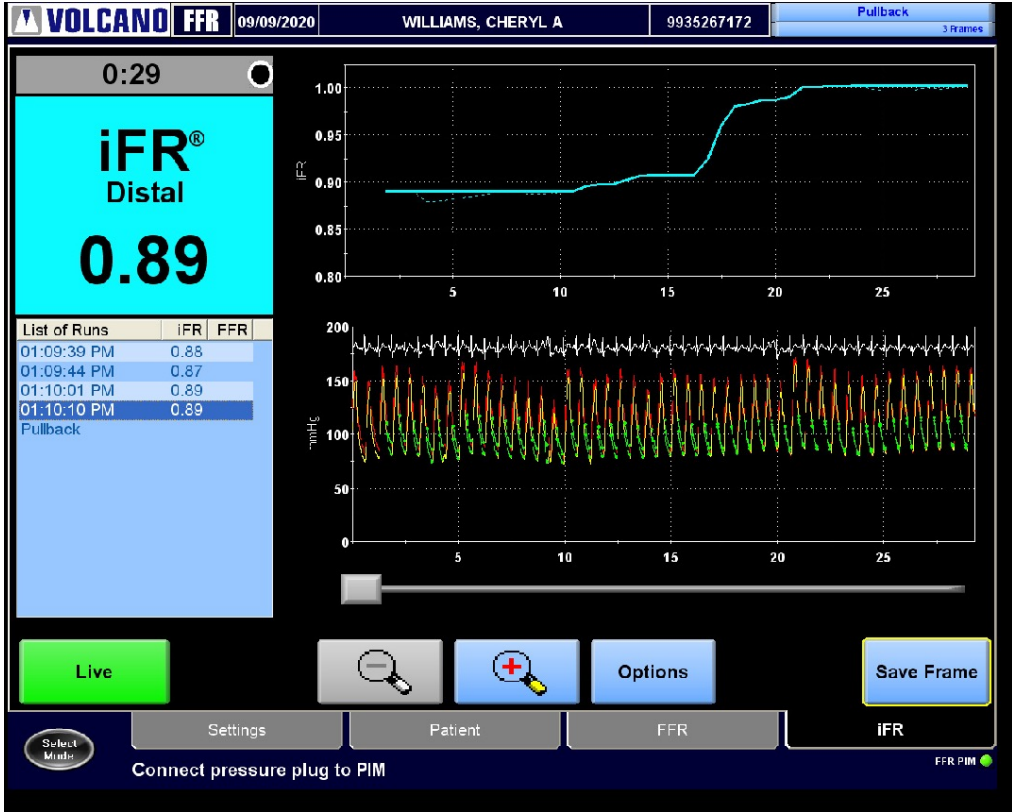 VOLCANO FFR 09/09/2020 WILLIAMS, CHERYL A 9935267172 Pullback
3 Frames
0:29
iFR®
Distal
0.89
List of Runs iFR FFR
01:09:39 PM 0.88
01:09:44 PM 0.87
01:10:01 PM 0.89
01:10:10 PM 0.89
Pullback
iFR
1.00
0.95
0.90
0.85
0.80
5 10 15 20 25
mmHg
200
150
100
50
0
5 10 15 20 25
Live
Options
Save Frame
Select
Mode
Settings Patient FFR iFR
Connect pressure plug to PIM
FFR PIM